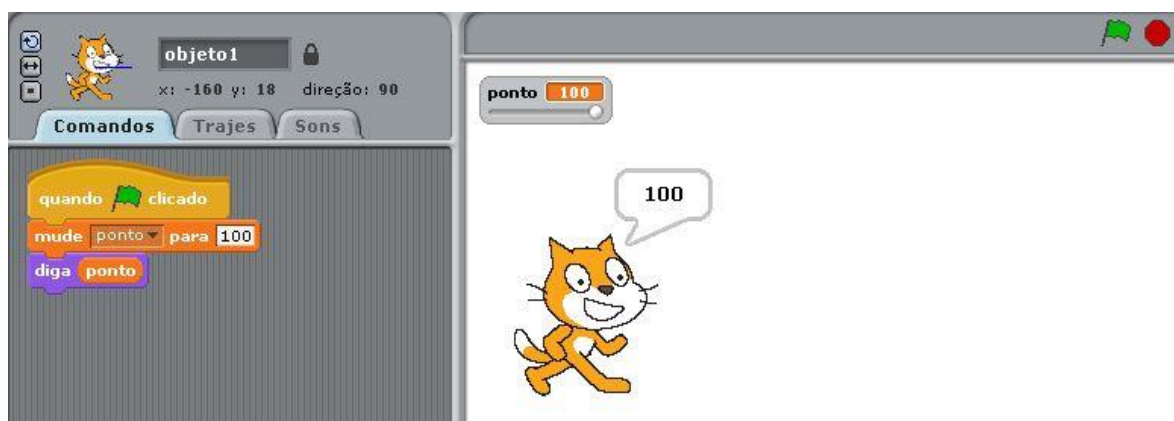 objeto1
x: -160 y: 18 direção: 90
Comandos Trajes Sons
quando clicado
mude ponto para 100
diga ponto
ponto 100
100